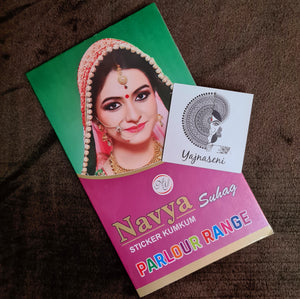 Yajnaseni
Navya
Suhag
STICKER KUMKUM
PARLOUR RANGE